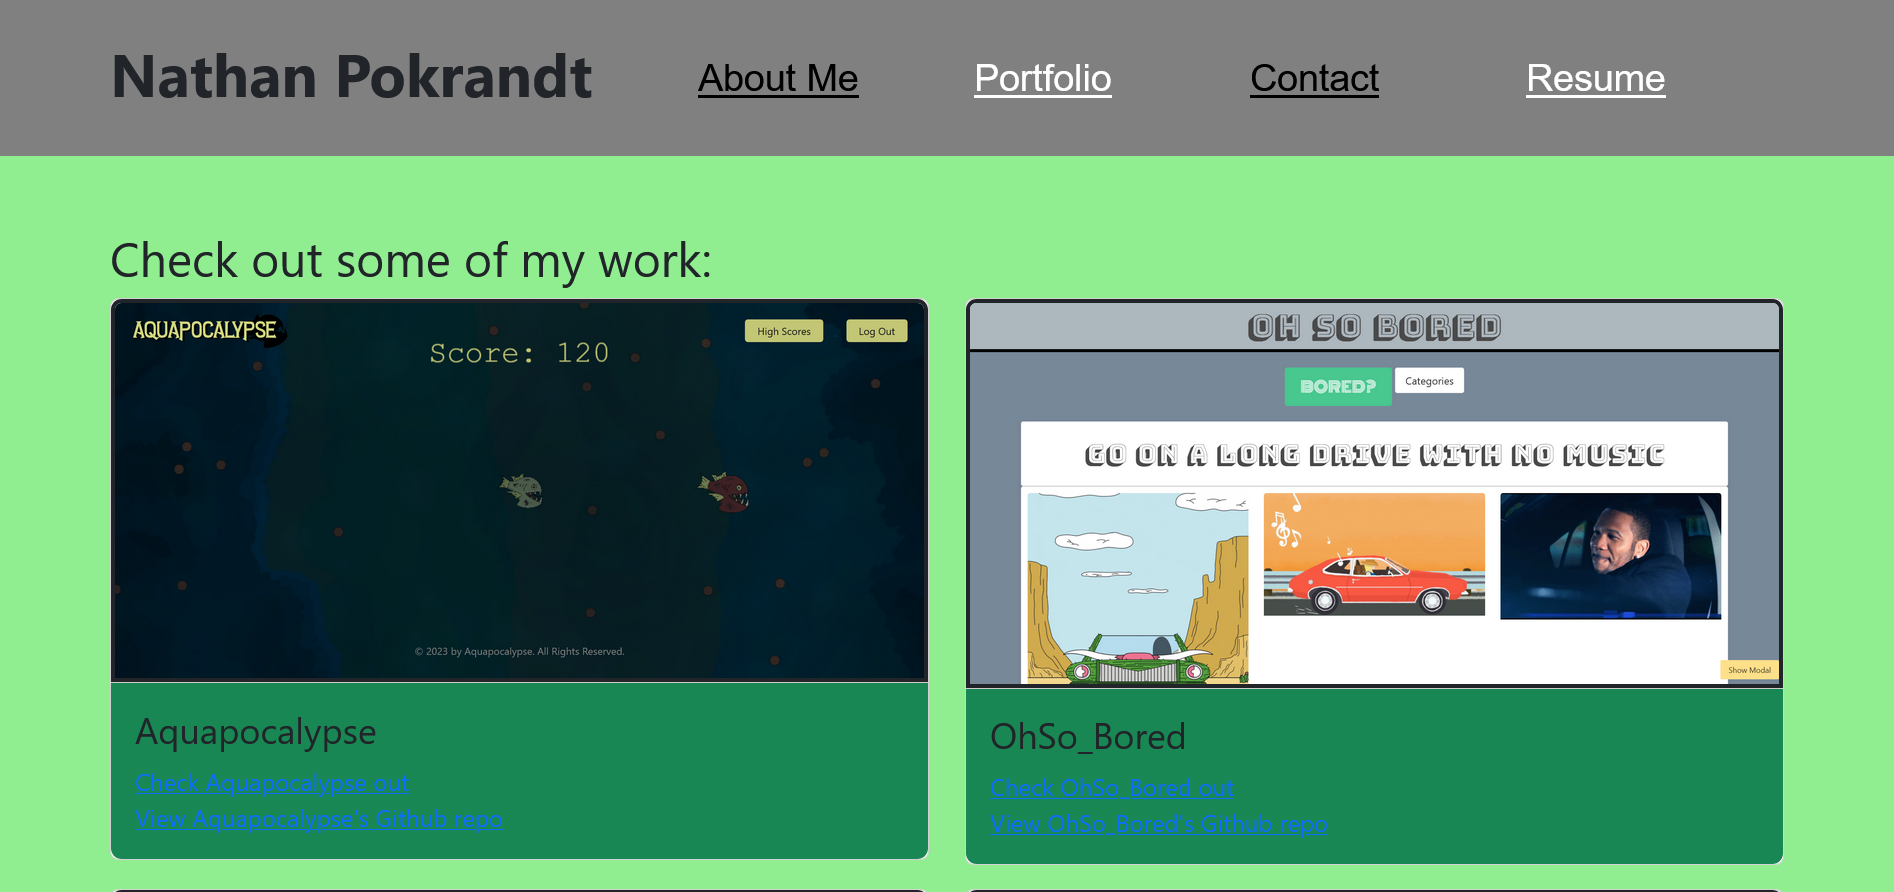 Nathan Pokrandt
About Me
Portfolio
Contact
Resume
Check out some of my work:
AQUAPOCALYPSE
High Scores
Log Out
Score: 120
© 2023 by Aquapocalypse. All Rights Reserved.
Aquapocalypse
Check Aquapocalypse out
View Aquapocalypse's Github repo
OH SO BORED
BORED?
Categories
GO ON A LONG DRIVE WITH NO MUSIC
Show Modal
OhSo_Bored
Check OhSo_Bored out
View OhSo_Bored's Github repo